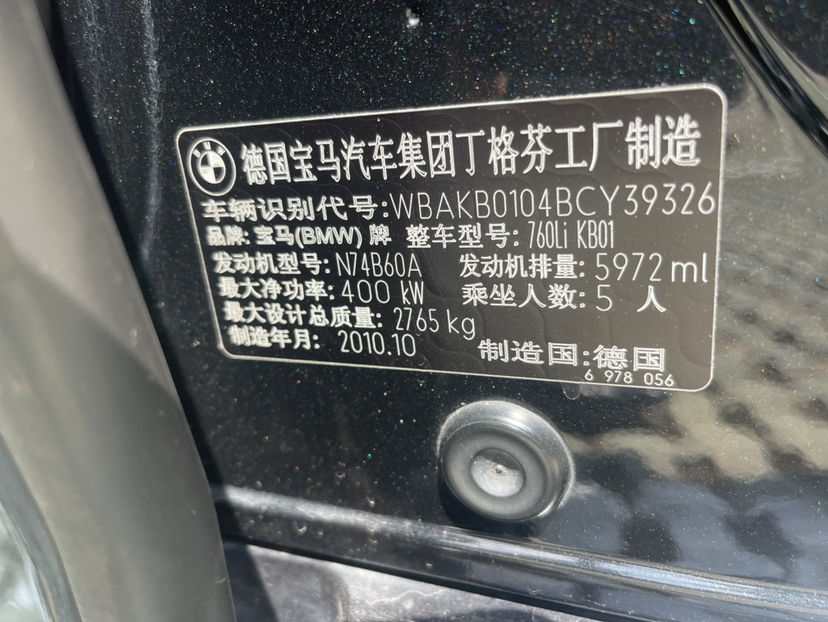 德国宝马汽车集团丁格芬工厂制造
车辆识别代号:WBAKB0104BCY39326
品牌: 宝马(BMW) 牌 整车型号: 760Li KB01
发动机型号: N74B60A 发动机排量: 5972 ml
最大净功率: 400 kW 乘坐人数: 5 人
最大设计总质量: 2765 kg
制造年月: 2010.10 制造国: 德国
6 978 056